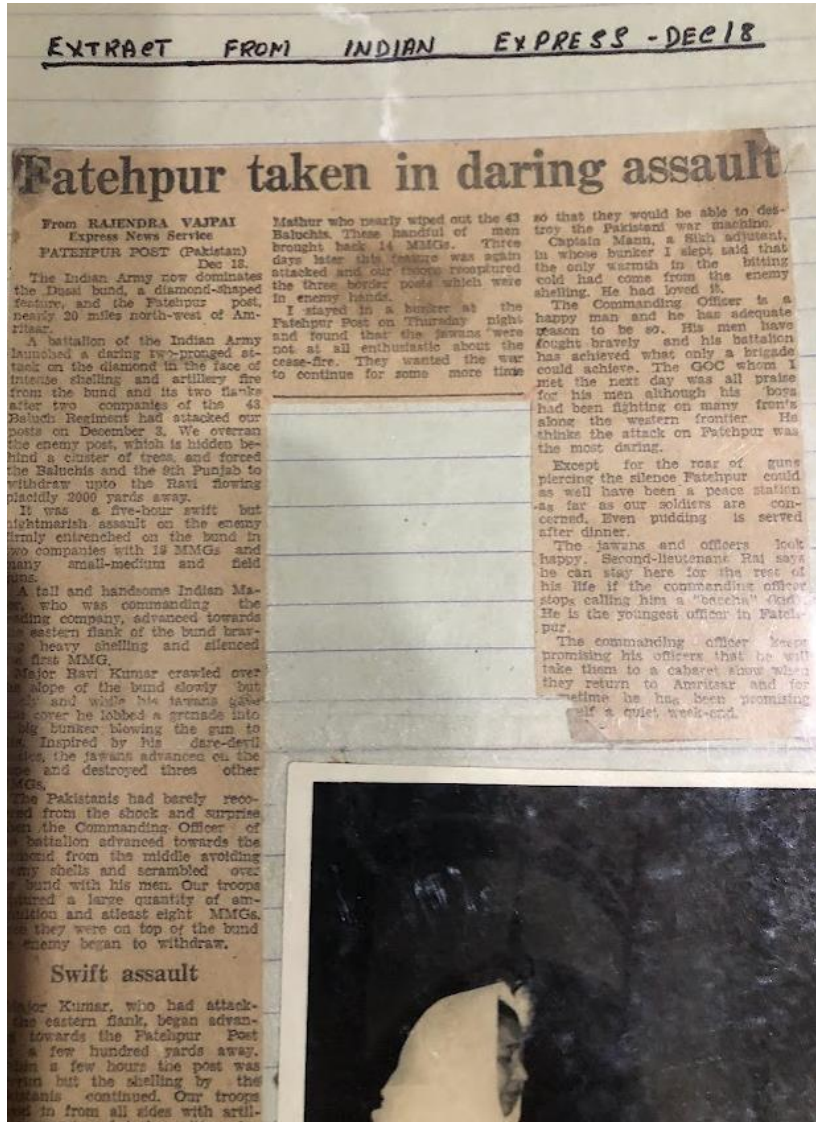 EXTRACT FROM INDIAN EXPRESS - DEC 18
Fatehpur taken in daring assault
From RAJENDRA VAJPAI
Express News Service
FATEHPUR POST (Pakistan)
Dec 18.
The Indian Army now dominates
the Dusai bund, a diamond-shaped
feature, and the Fatehpur post,
nearly 20 miles north-west of Am-
ritsar.
A battalion of the Indian Army
launched a daring two-pronged at-
tack on the diamond in the face of
intense shelling and artillery fire
from the bund and its two flanks
after two companies of the 43
Baluch Regiment had attacked our
posts on December 3. We overran
the enemy post, which is hidden be-
hind a cluster of trees, and forced
the Baluchis and the 9th Punjab to
withdraw upto the Ravi flowing
placidly 2000 yards away.
It was a five-hour swift but
ightmarish assault on the enemy
irmly entrenched on the bund in
wo companies with 19 MMGs and
any small-medium and field
uns.
A tall and handsome Indian Ma-
r, who was commanding the
ding company, advanced towards
e eastern flank of the bund brav-
g heavy shelling and silenced
e first MMG.
Major Ravi Kumar crawled over
e slope of the bund slowly but
ely and while his jawans gave
cover he lobbed a grenade into
big bunker blowing the gun to
s. Inspired by his dare-devil
tics, the jawans advanced on the
pe and destroyed three other
MGs.
The Pakistanis had barely reco-
ed from the shock and surprise
en the Commanding Officer of
battalion advanced towards the
mond from the middle avoiding
my shells and scrambled over
bund with his men. Our troops
tured a large quantity of am-
nition and atleast eight MMGs.
they were on top of the bund
enemy began to withdraw.
Swift assault
ajor Kumar, who had attack-
the eastern flank, began advan-
towards the Fatehpur Post
a few hundred yards away.
hin a few hours the post was
run but the shelling by the
istanis continued. Our troops
ed in from all sides with artil-
Mathur who nearly wiped out the 43
Baluchis. These handful of men
brought back 14 MMGs. Three
days later this feature was again
attacked and our troops recaptured
the three border posts which were
in enemy hands.
I stayed in a bunker at the
Fatehpur Post on Thursday night
and found that the jawans were
not at all enthusiastic about the
cease-fire. They wanted the war
to continue for some more time
so that they would be able to des-
troy the Pakistani war machine.
Captain Mann, a Sikh adjutant,
in whose bunker I slept said that
the only warmth in the bitting
cold had come from the enemy
shelling. He had loved it.
The Commanding Officer is a
happy man and he has adequate
reason to be so. His men have
fought bravely and his battalion
has achieved what only a brigade
could achieve. The GOC whom I
met the next day was all praise
for his men although his boys
had been fighting on many fronts
along the western frontier. He
thinks the attack on Fatehpur was
the most daring.
Except for the roar of guns
piercing the silence Fatehpur could
as well have been a peace station
as far as our soldiers are con-
cerned. Even pudding is served
after dinner.
The jawans and officers look
happy. Second-lieutenant Rai says
he can stay here for the rest of
his life if the commanding officer
stops calling him a "baccha" (kid).
He is the youngest officer in Fateh-
pur.
The commanding officer keeps
promising his officers that he will
take them to a cabaret show when
they return to Amritsar and for
metime he has been promising
elf a quiet week-end.